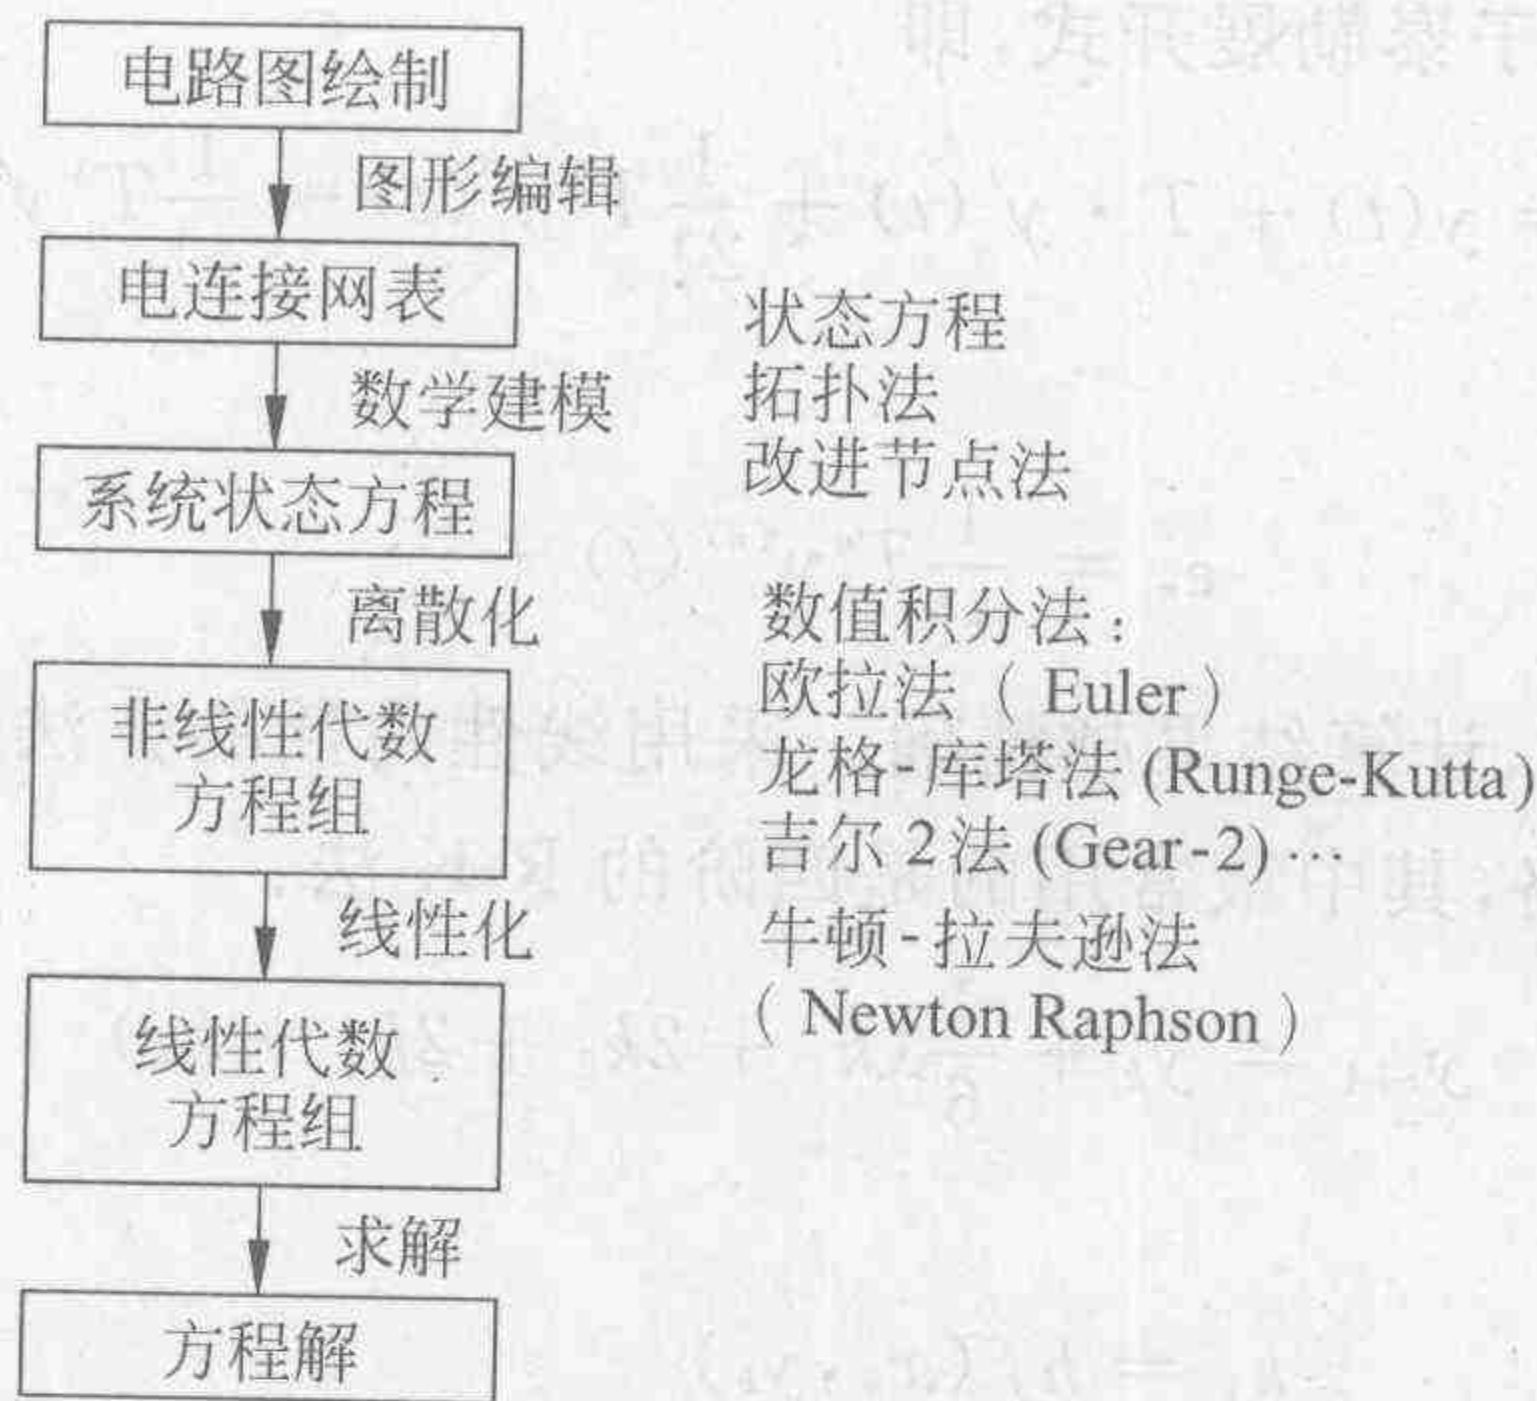 电路图绘制
图形编辑
电连接网表
数学建模
状态方程
拓扑法
改进节点法
系统状态方程
离散化
数值积分法：
欧拉法（Euler）
龙格-库塔法 (Runge-Kutta)
吉尔 2 法 (Gear-2) …
非线性代数
方程组
线性化
牛顿-拉夫逊法
（Newton Raphson）
线性代数
方程组
求解
方程解